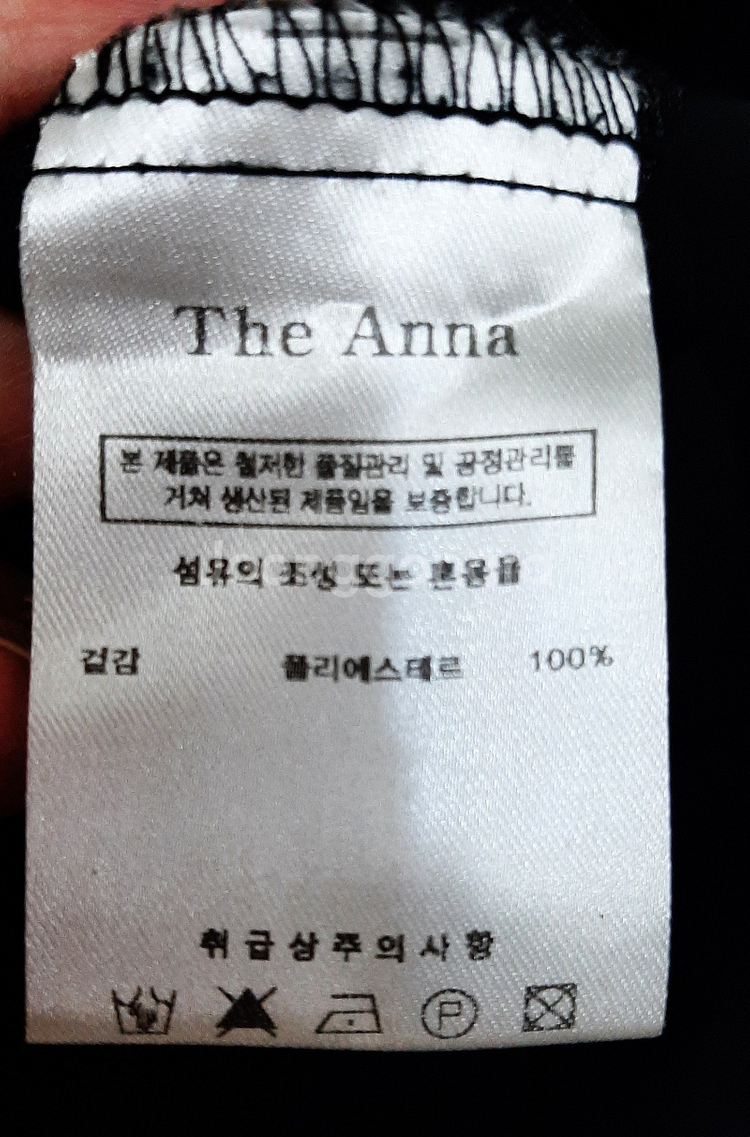 The Anna
본 제품은 철저한 품질관리 및 공정관리를
거쳐 생산된 제품임을 보증합니다.
섬유의 조성 또는 혼용율
겉감 폴리에스테르 100%
취급상주의사항
P